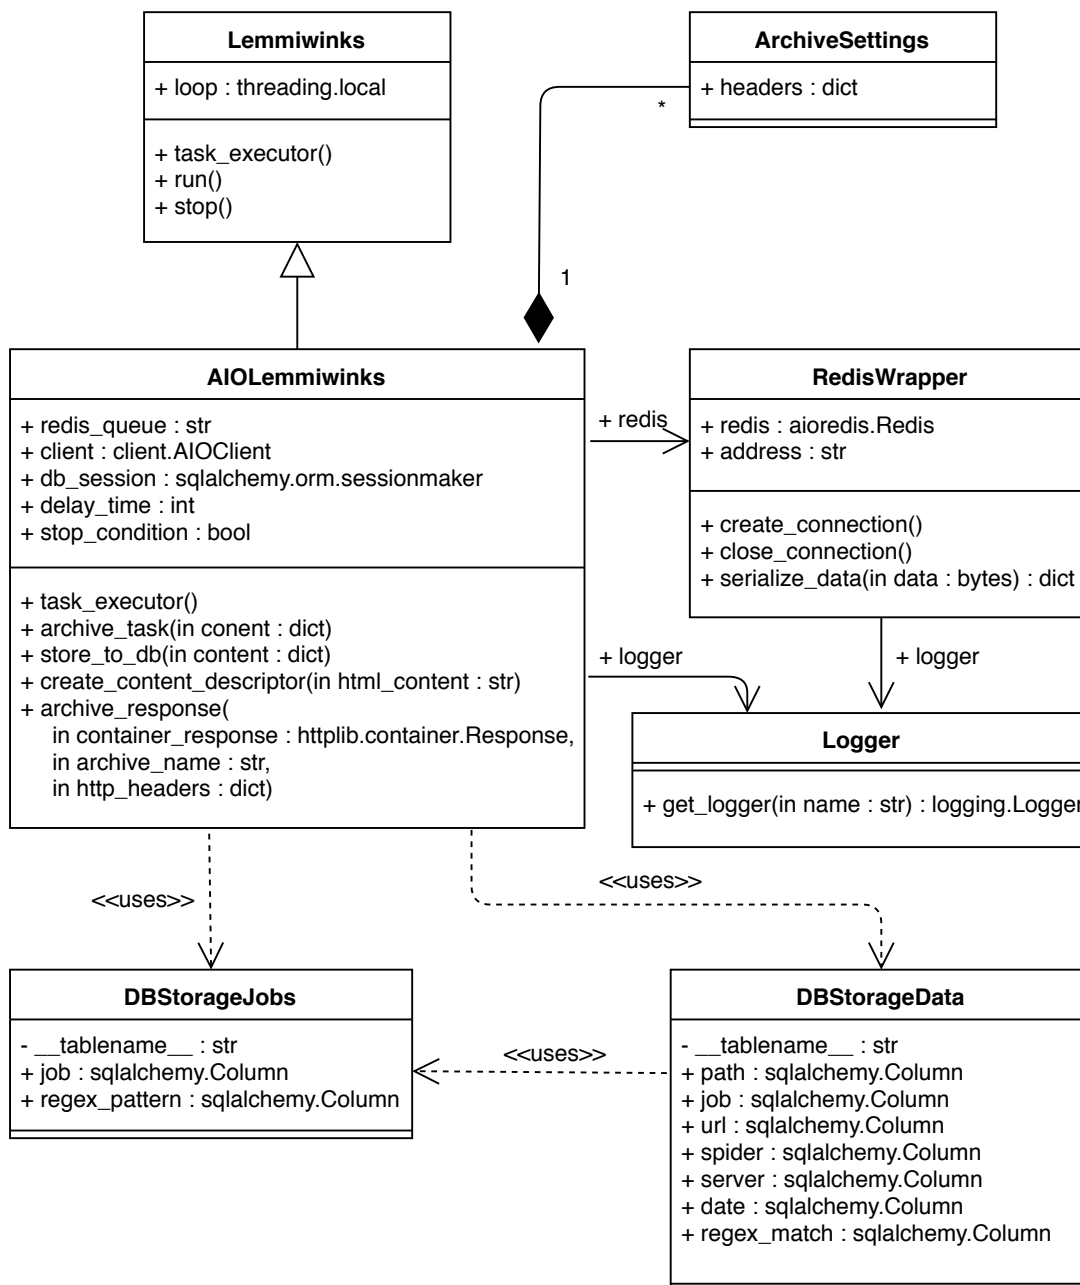 Lemmiwinks
+ loop : threading.local
+ task_executor()
+ run()
+ stop()
ArchiveSettings
+ headers : dict
*
1
AIOLemmiwinks
+ redis_queue : str
+ client : client.AIOClient
+ db_session : sqlalchemy.orm.sessionmaker
+ delay_time : int
+ stop_condition : bool
+ task_executor()
+ archive_task(in conent : dict)
+ store_to_db(in content : dict)
+ create_content_descriptor(in html_content : str)
+ archive_response(
in container_response : httplib.container.Response,
in archive_name : str,
in http_headers : dict)
+ redis
RedisWrapper
+ redis : aioredis.Redis
+ address : str
+ create_connection()
+ close_connection()
+ serialize_data(in data : bytes) : dict
+ logger
+ logger
Logger
+ get_logger(in name : str) : logging.Logger
<<uses>>
<<uses>>
DBStorageJobs
- __tablename__ : str
+ job : sqlalchemy.Column
+ regex_pattern : sqlalchemy.Column
<<uses>>
DBStorageData
- __tablename__ : str
+ path : sqlalchemy.Column
+ job : sqlalchemy.Column
+ url : sqlalchemy.Column
+ spider : sqlalchemy.Column
+ server : sqlalchemy.Column
+ date : sqlalchemy.Column
+ regex_match : sqlalchemy.Column